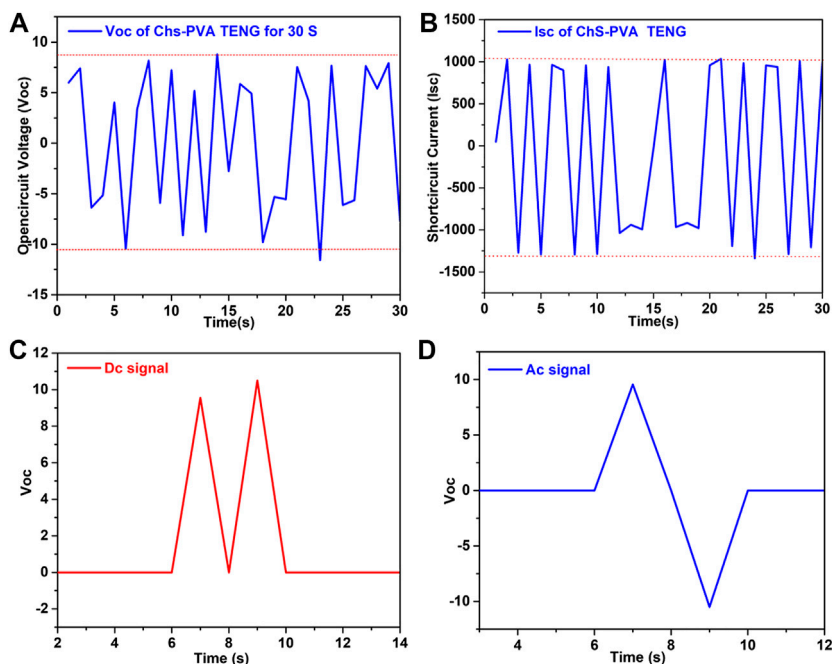 A
Voc of Chs-PVA TENG for 30 S
Opencircuit Voltage (Voc)
10
5
0
-5
-10
-15
0 5 10 15 20 25 30
Time(s)
B
Isc of ChS-PVA TENG
Shortcircuit Current (Isc)
1500
1000
500
0
-500
-1000
-1500
0 5 10 15 20 25 30
Time(s)
C
Dc signal
Voc
12
10
8
6
4
2
0
-2
2 4 6 8 10 12 14
Time (s)
D
Ac signal
Voc
10
5
0
-5
-10
4 6 8 10 12
Time (s)